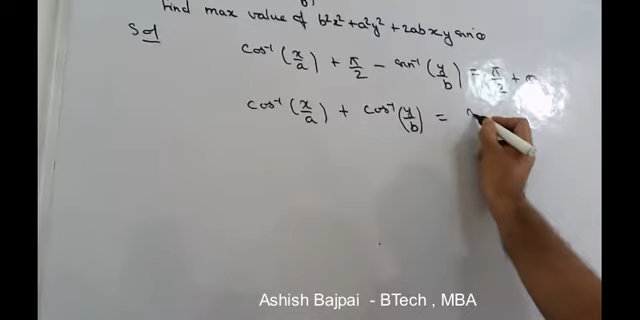 Find max value of b²x² + a²y² + 2abxy sinθ
Sol
cos⁻¹(x/a) + π/2 − sin⁻¹(y/b) = π/2 +
cos⁻¹(x/a) + cos⁻¹(y/b) =
Ashish Bajpai - BTech , MBA